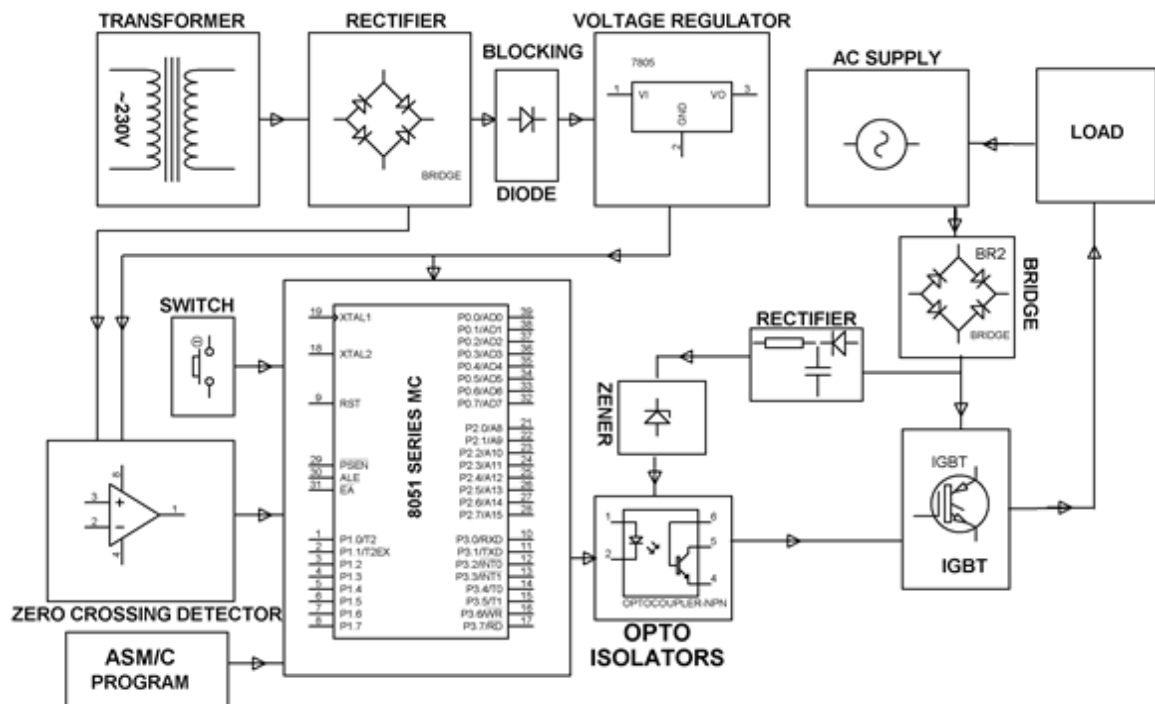 TRANSFORMER
~230V
RECTIFIER
BRIDGE
BLOCKING
DIODE
VOLTAGE REGULATOR
7805
1
VI
VO
3
GND
2
AC SUPPLY
LOAD
BR2
BRIDGE
BRIDGE
RECTIFIER
ZENER
SWITCH
8051 SERIES MC
19 XTAL1
18 XTAL2
9 RST
29 PSEN
30 ALE
31 EA
1 P1.0/T2
2 P1.1/T2EX
3 P1.2
4 P1.3
5 P1.4
6 P1.5
7 P1.6
8 P1.7
P0.0/AD0 39
P0.1/AD1 38
P0.2/AD2 37
P0.3/AD3 36
P0.4/AD4 35
P0.5/AD5 34
P0.6/AD6 33
P0.7/AD7 32
P2.0/A8 21
P2.1/A9 22
P2.2/A10 23
P2.3/A11 24
P2.4/A12 25
P2.5/A13 26
P2.6/A14 27
P2.7/A15 28
P3.0/RXD 10
P3.1/TXD 11
P3.2/INT0 12
P3.3/INT1 13
P3.4/T0 14
P3.5/T1 15
P3.6/WR 16
P3.7/RD 17
8
3
+
2
−
1
4
ZERO CROSSING DETECTOR
ASM/C
PROGRAM
1
2
6
5
4
OPTOCOUPLER-NPN
OPTO
ISOLATORS
IGBT
IGBT